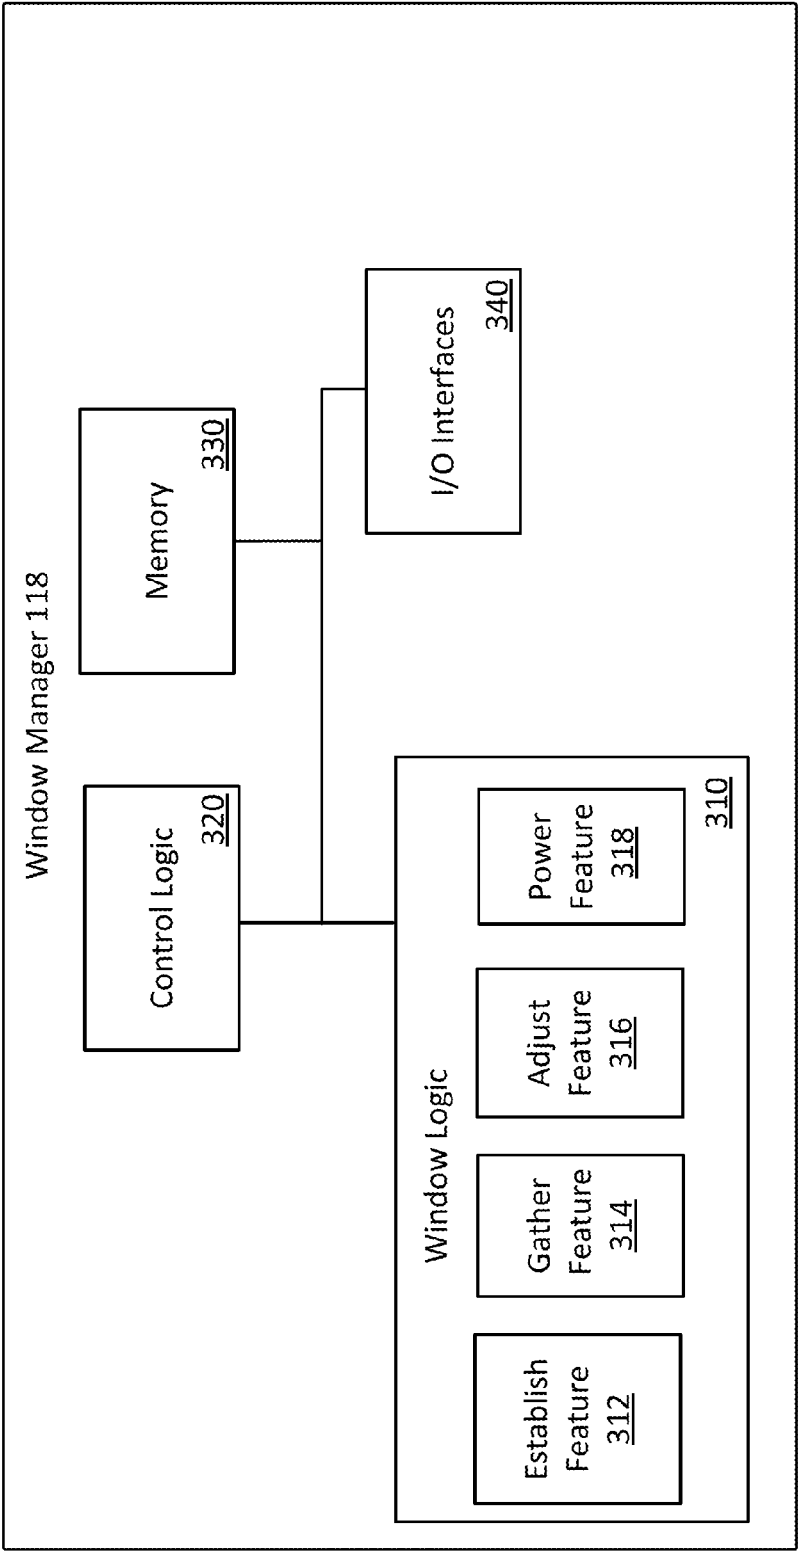 Window Manager 118
Control Logic
320
Memory
330
Window Logic
Establish
Feature
312
Gather
Feature
314
Adjust
Feature
316
Power
Feature
318
310
I/O Interfaces
340